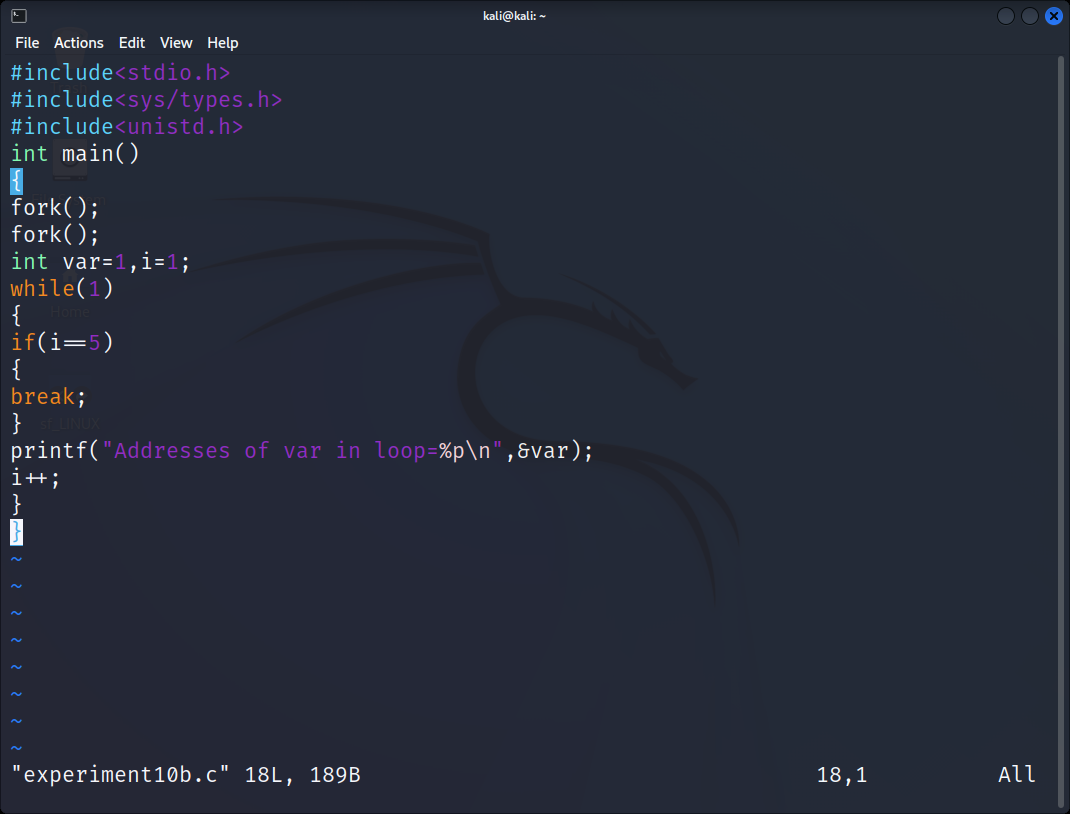 kali@kali: ~
File Actions Edit View Help
#include<stdio.h>
#include<sys/types.h>
#include<unistd.h>
int main()
{
fork();
fork();
int var=1,i=1;
while(1)
{
Home
if(i==5)
{
break;
}
sf_LINUX
printf("Addresses of var in loop=%p\n",&var);
i++;
}
}
~
~
~
~
~
~
~
~
"experiment10b.c" 18L, 189B 18,1 All